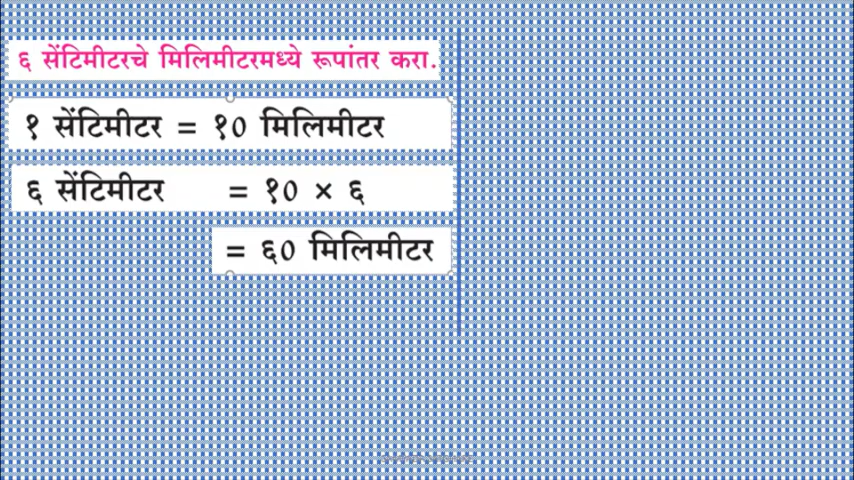 ६ सेंटिमीटरचे मिलिमीटरमध्ये रूपांतर करा.
१ सेंटिमीटर = १० मिलिमीटर
६ सेंटिमीटर = १० × ६
= ६० मिलिमीटर